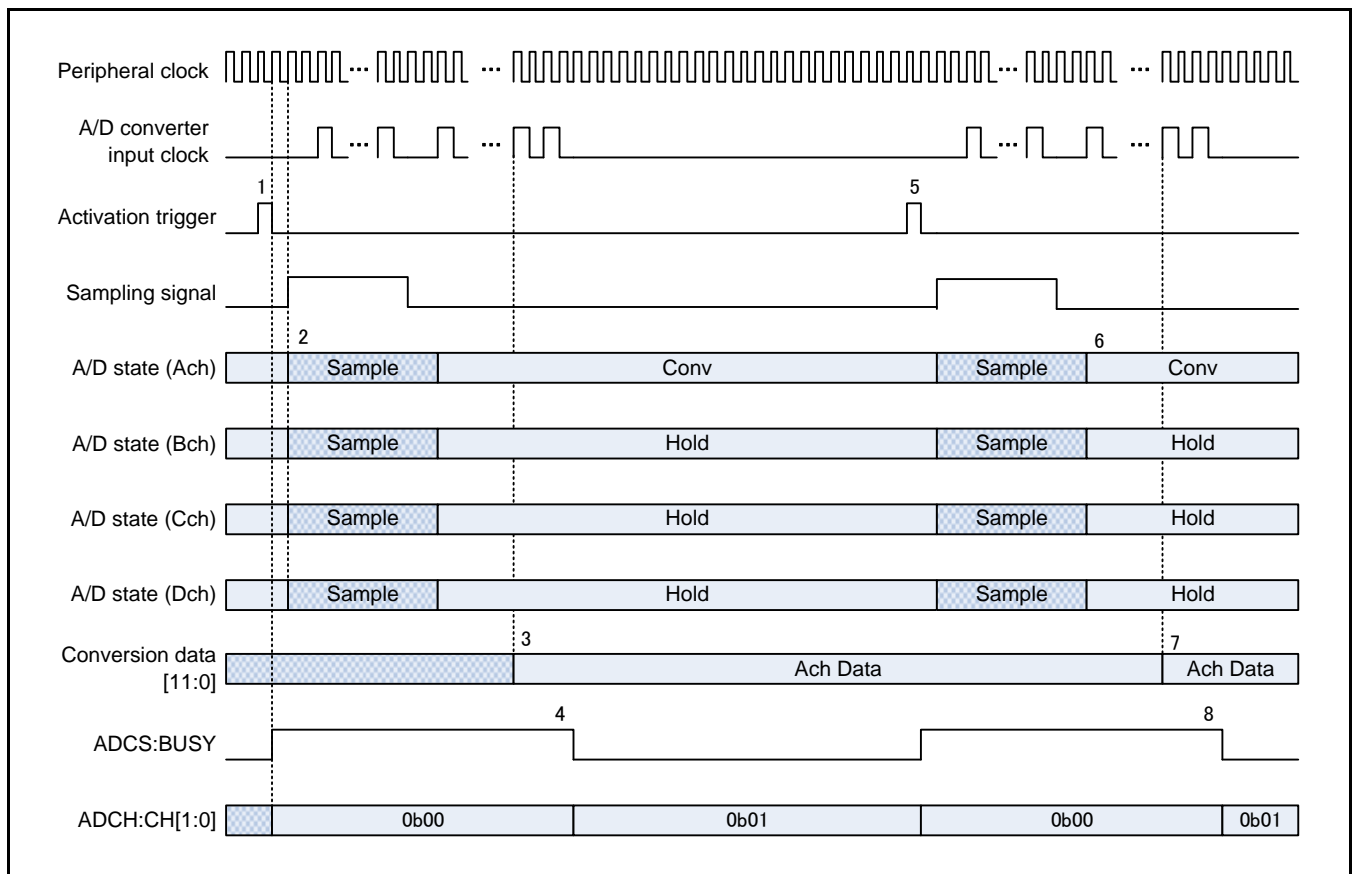 Peripheral clock ... ... ... ...
A/D converter
input clock ... ... ... ...
1 5
Activation trigger
Sampling signal
2 6
A/D state (Ach) Sample Conv Sample Conv
A/D state (Bch) Sample Hold Sample Hold
A/D state (Cch) Sample Hold Sample Hold
A/D state (Dch) Sample Hold Sample Hold
3 7
Conversion data
[11:0] Ach Data Ach Data
4 8
ADCS:BUSY
ADCH:CH[1:0] 0b00 0b01 0b00 0b01